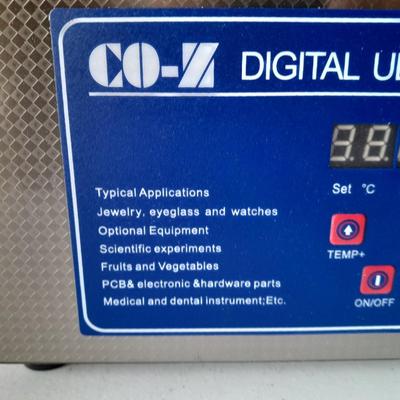 CO-Z DIGITAL
38
Set °C
Typical Applications
Jewelry, eyeglass and watches
Optional Equipment
Scientific experiments
Fruits and Vegetables
PCB& electronic &hardware parts
Medical and dental instrument;Etc.
TEMP+
ON/OFF